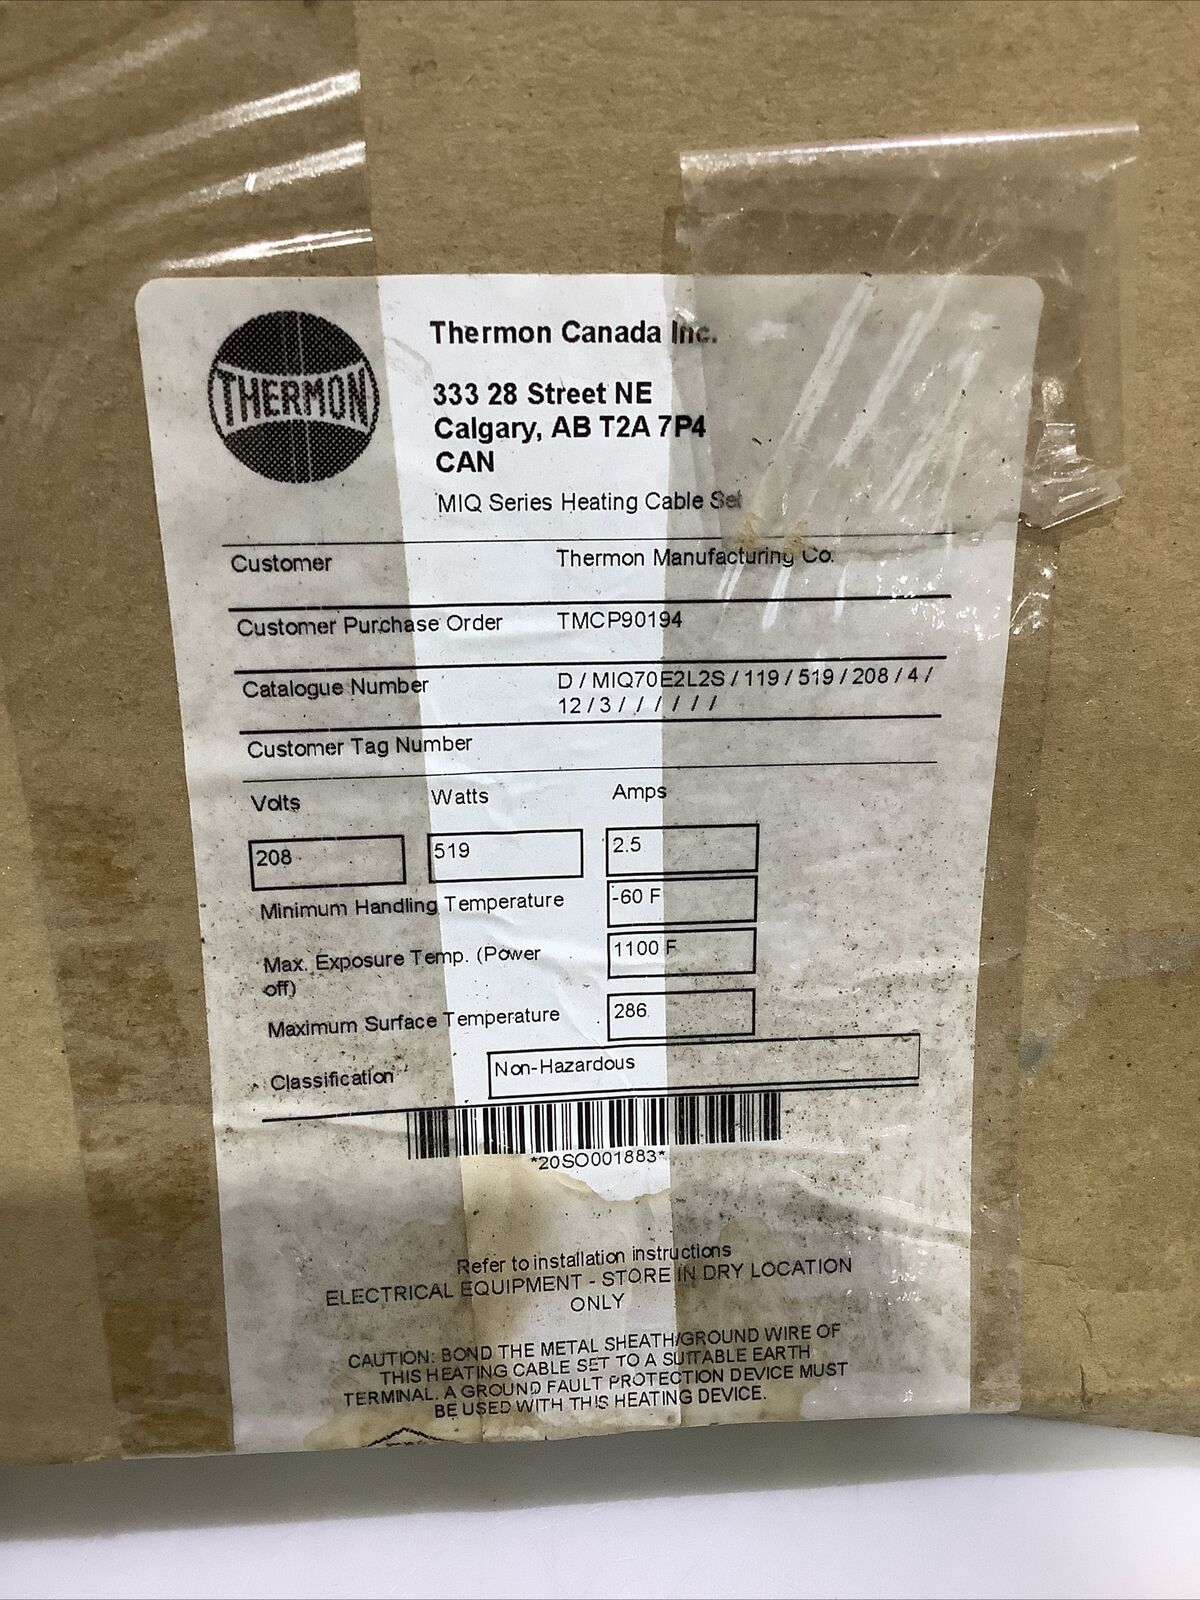 THERMON
Thermon Canada Inc.
333 28 Street NE
Calgary, AB T2A 7P4
CAN
MIQ Series Heating Cable Set
Customer Thermon Manufacturing Co.
Customer Purchase Order TMCP90194
Catalogue Number D / MIQ70E2L2S / 119 / 519 / 208 / 4 /
12 / 3 / / / / / /
Customer Tag Number
Volts Watts Amps
208 519 2.5
Minimum Handling Temperature -60 F
Max. Exposure Temp. (Power 1100 F
off)
Maximum Surface Temperature 286
Classification Non-Hazardous
*20SO001883*
Refer to installation instructions
ELECTRICAL EQUIPMENT - STORE IN DRY LOCATION
ONLY
CAUTION: BOND THE METAL SHEATH/GROUND WIRE OF
THIS HEATING CABLE SET TO A SUITABLE EARTH
TERMINAL. A GROUND FAULT PROTECTION DEVICE MUST
BE USED WITH THIS HEATING DEVICE.